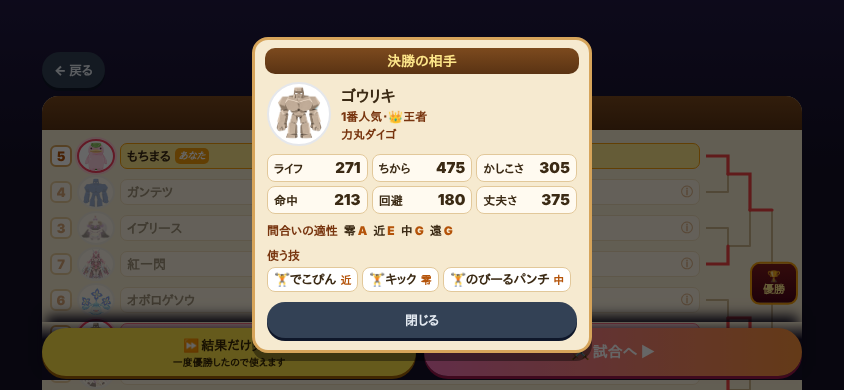 決勝の相手
← 戻る
ゴウリキ
1番人気・👑王者
力丸ダイゴ
5 もちまる あなた
4 ガンテツ
3 イブリース
7 紅一閃
6 オボロゲソウ
ライフ 271 ちから 475 かしこさ 305
命中 213 回避 180 丈夫さ 375
間合いの適性 零A 近E 中G 遠G
使う技
🏋️でこぴん 近 🏋️キック 零 🏋️のびーるパンチ 中
閉じる
🏆
優勝
⏩結果だけ
一度優勝したので使えます
試合へ ▶